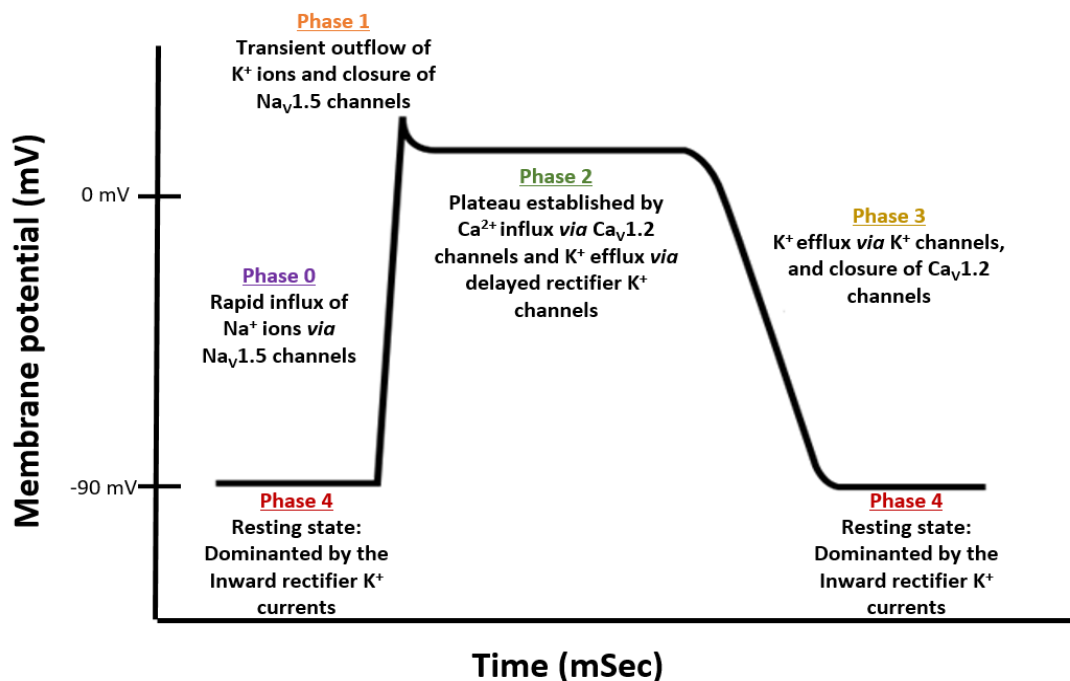 Phase 1
Transient outflow of
K⁺ ions and closure of
Naᵥ1.5 channels
Membrane potential (mV)
0 mV
Phase 2
Plateau established by
Ca²⁺ influx via Caᵥ1.2
channels and K⁺ efflux via
delayed rectifier K⁺
channels
Phase 3
K⁺ efflux via K⁺ channels,
and closure of Caᵥ1.2
channels
Phase 0
Rapid influx of
Na⁺ ions via
Naᵥ1.5 channels
-90 mV
Phase 4
Resting state:
Dominanted by the
Inward rectifier K⁺
currents
Phase 4
Resting state:
Dominanted by the
Inward rectifier K⁺
currents
Time (mSec)